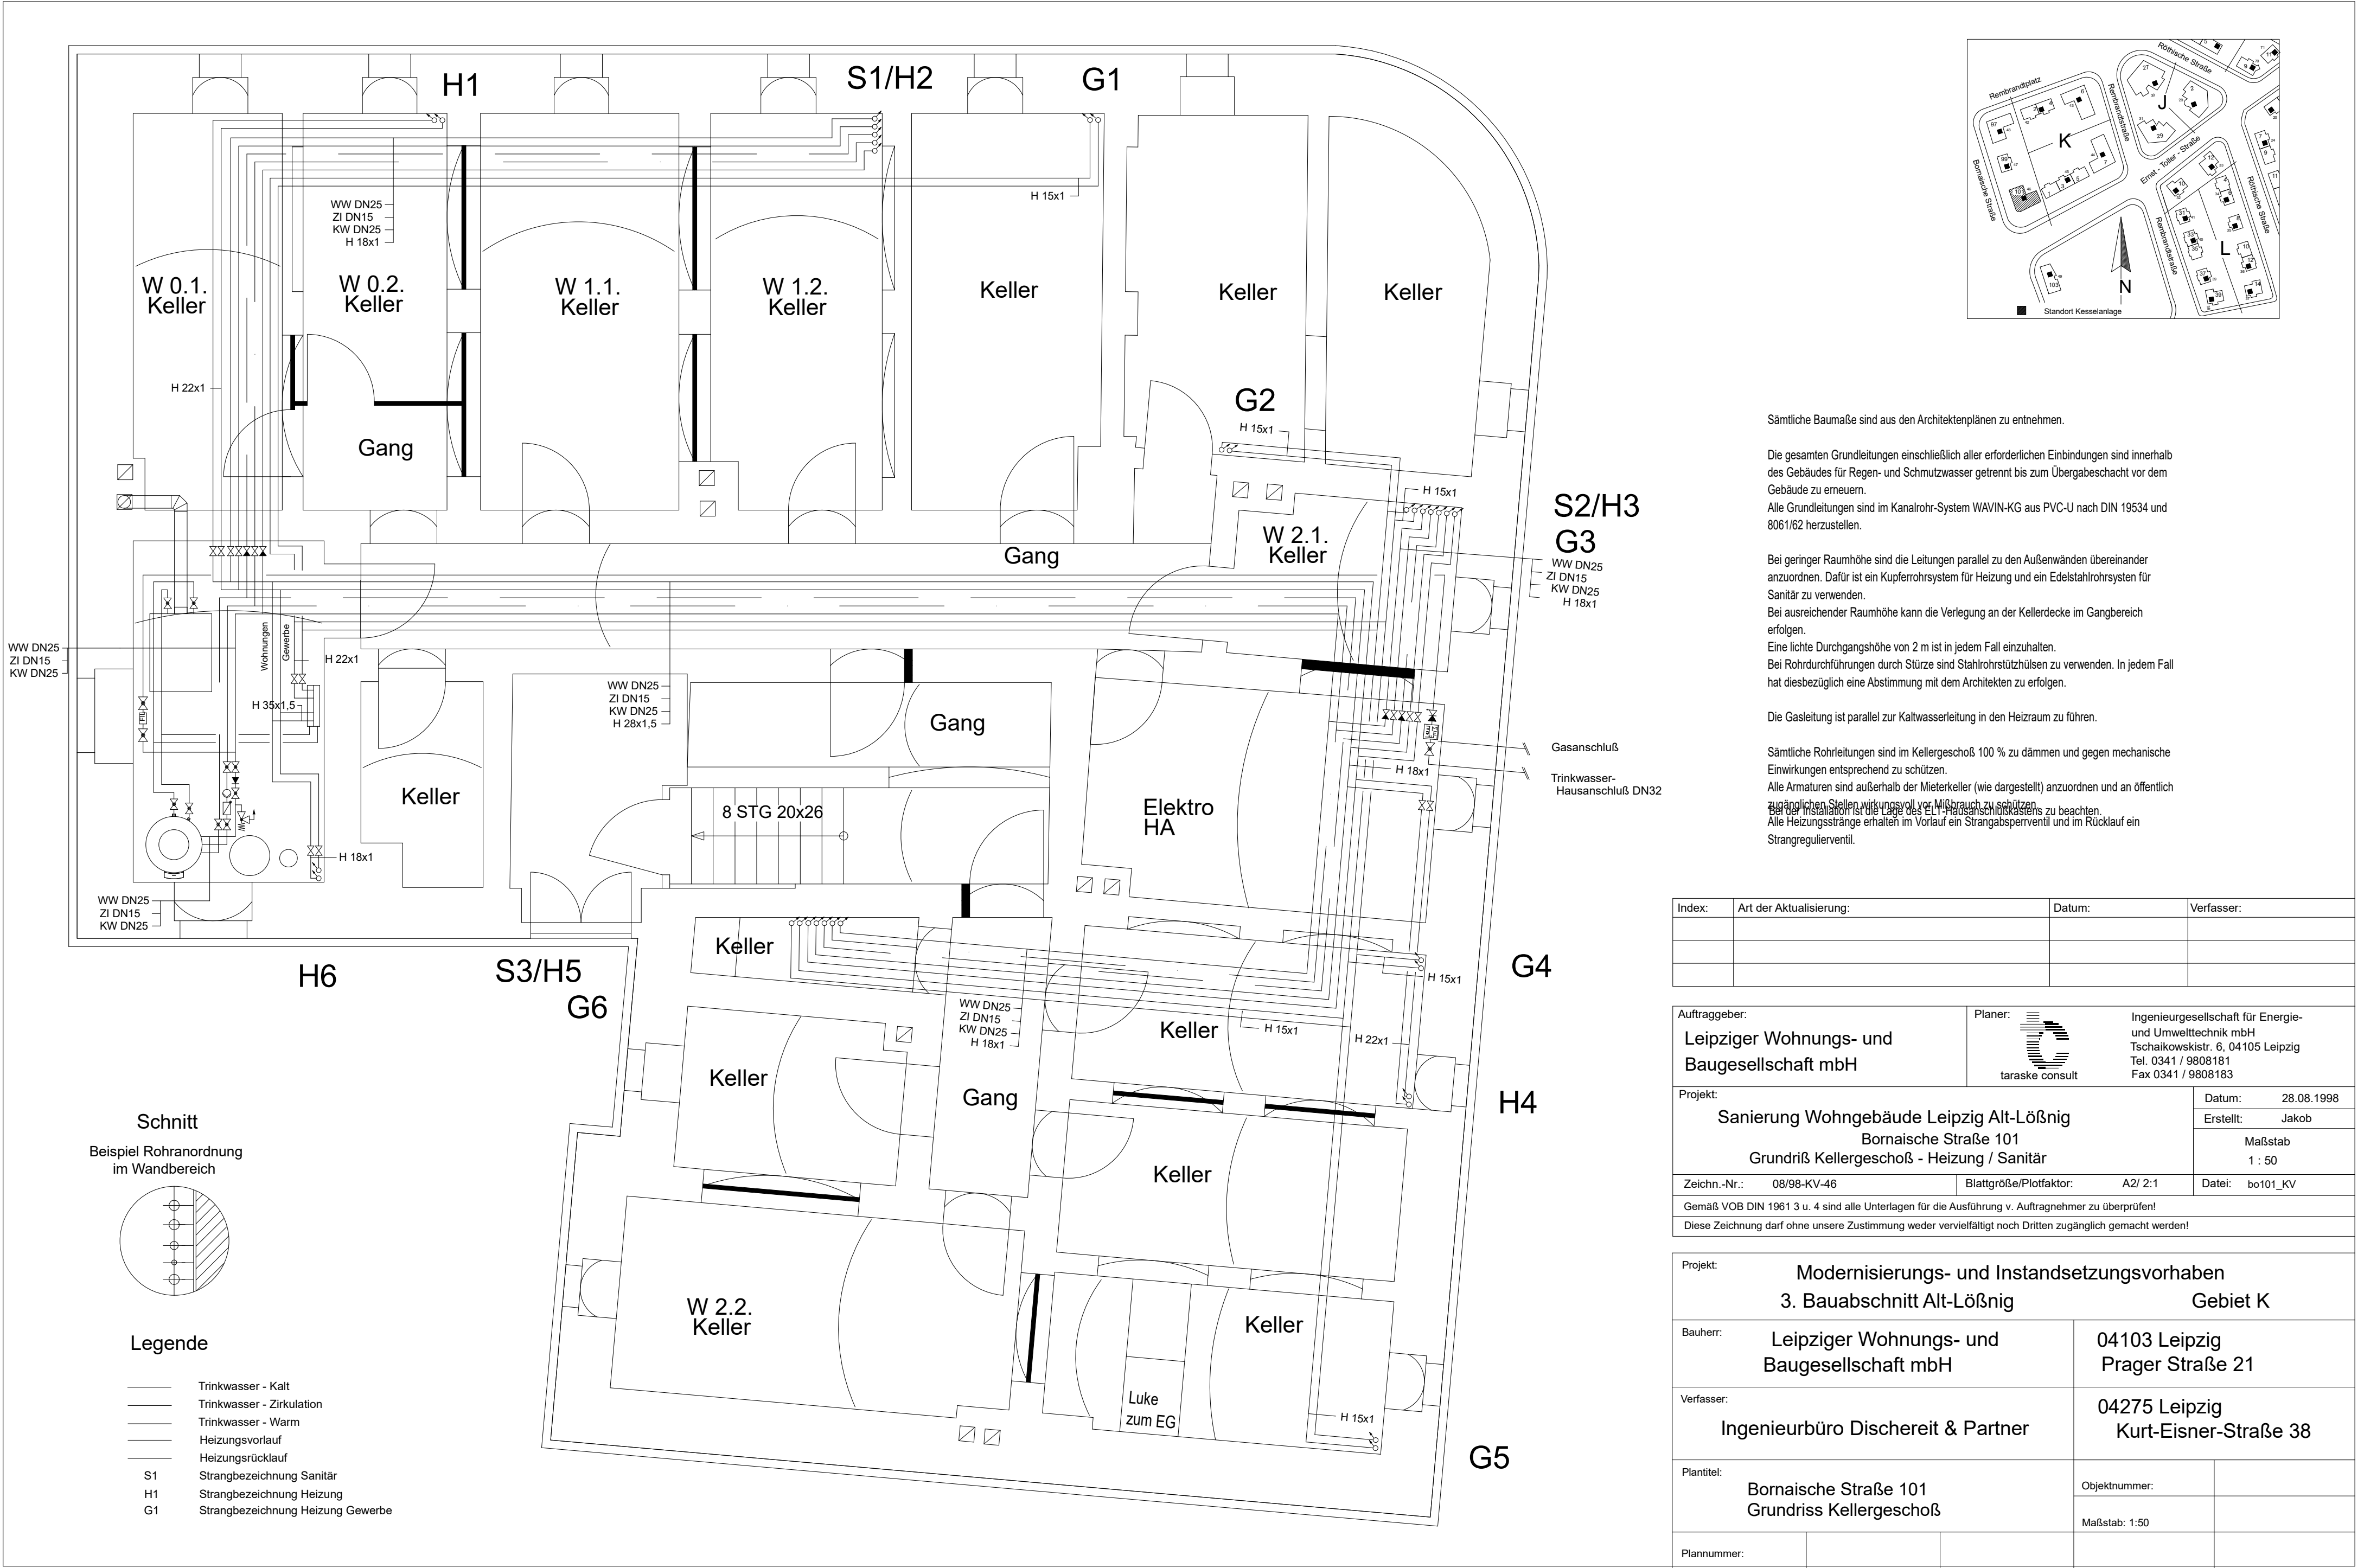 H1
S1/H2
G1
H 15x1
WW DN25
ZI DN15
KW DN25
H 18x1
W 0.1.
Keller
W 0.2.
Keller
W 1.1.
Keller
W 1.2.
Keller
Keller
Keller
Keller
H 22x1
Gang
G2
H 15x1
H 15x1
S2/H3
G3
W 2.1.
Keller
Gang
WW DN25
ZI DN15
KW DN25
H 18x1
WW DN25
ZI DN15
KW DN25
Wohnungen
Gewerbe
H 22x1
H 35x1,5
WW DN25
ZI DN15
KW DN25
H 28x1,5
Gang
Gasanschluß
H 18x1
Trinkwasser-
Hausanschluß DN32
Keller
8 STG 20x26
Elektro
HA
H 18x1
WW DN25
ZI DN15
KW DN25
H6
S3/H5
G6
Keller
G4
H 15x1
WW DN25
ZI DN15
KW DN25
H 18x1
Keller
H 15x1
H 22x1
Keller
Gang
H4
Keller
W 2.2.
Keller
Keller
Luke
zum EG
H 15x1
G5
Schnitt
Beispiel Rohranordnung
im Wandbereich
Legende
Trinkwasser - Kalt
Trinkwasser - Zirkulation
Trinkwasser - Warm
Heizungsvorlauf
Heizungsrücklauf
S1 Strangbezeichnung Sanitär
H1 Strangbezeichnung Heizung
G1 Strangbezeichnung Heizung Gewerbe
Röthische Straße
Rembrandtplatz
Rembrandtstraße
J
K
Ernst - Toller - Straße
Bornaische Straße
Röthische Straße
Rembrandtstraße
L
N
Standort Kesselanlage
Sämtliche Baumaße sind aus den Architektenplänen zu entnehmen.
Die gesamten Grundleitungen einschließlich aller erforderlichen Einbindungen sind innerhalb
des Gebäudes für Regen- und Schmutzwasser getrennt bis zum Übergabeschacht vor dem
Gebäude zu erneuern.
Alle Grundleitungen sind im Kanalrohr-System WAVIN-KG aus PVC-U nach DIN 19534 und
8061/62 herzustellen.
Bei geringer Raumhöhe sind die Leitungen parallel zu den Außenwänden übereinander
anzuordnen. Dafür ist ein Kupferrohrsystem für Heizung und ein Edelstahlrohrsysten für
Sanitär zu verwenden.
Bei ausreichender Raumhöhe kann die Verlegung an der Kellerdecke im Gangbereich
erfolgen.
Eine lichte Durchgangshöhe von 2 m ist in jedem Fall einzuhalten.
Bei Rohrdurchführungen durch Stürze sind Stahlrohrstützhülsen zu verwenden. In jedem Fall
hat diesbezüglich eine Abstimmung mit dem Architekten zu erfolgen.
Die Gasleitung ist parallel zur Kaltwasserleitung in den Heizraum zu führen.
Sämtliche Rohrleitungen sind im Kellergeschoß 100 % zu dämmen und gegen mechanische
Einwirkungen entsprechend zu schützen.
Alle Armaturen sind außerhalb der Mieterkeller (wie dargestellt) anzuordnen und an öffentlich
zugänglichen Stellen wirkungsvoll vor Mißbrauch zu schützen.
Bei der Installation ist die Lage des ELT-Hausanschlußkastens zu beachten.
Alle Heizungsstränge erhalten im Vorlauf ein Strangabsperrventil und im Rücklauf ein
Strangregulierventil.
Index: Art der Aktualisierung: Datum: Verfasser:
Auftraggeber:
Leipziger Wohnungs- und
Baugesellschaft mbH
Planer:
taraske consult
Ingenieurgesellschaft für Energie-
und Umwelttechnik mbH
Tschaikowskistr. 6, 04105 Leipzig
Tel. 0341 / 9808181
Fax 0341 / 9808183
Projekt:
Sanierung Wohngebäude Leipzig Alt-Lößnig
Bornaische Straße 101
Grundriß Kellergeschoß - Heizung / Sanitär
Datum: 28.08.1998
Erstellt: Jakob
Maßstab
1 : 50
Zeichn.-Nr.: 08/98-KV-46 Blattgröße/Plotfaktor: A2/ 2:1 Datei: bo101_KV
Gemäß VOB DIN 1961 3 u. 4 sind alle Unterlagen für die Ausführung v. Auftragnehmer zu überprüfen!
Diese Zeichnung darf ohne unsere Zustimmung weder vervielfältigt noch Dritten zugänglich gemacht werden!
Projekt:
Modernisierungs- und Instandsetzungsvorhaben
3. Bauabschnitt Alt-Lößnig Gebiet K
Bauherr:
Leipziger Wohnungs- und
Baugesellschaft mbH
04103 Leipzig
Prager Straße 21
Verfasser:
Ingenieurbüro Dischereit & Partner
04275 Leipzig
Kurt-Eisner-Straße 38
Plantitel:
Bornaische Straße 101
Grundriss Kellergeschoß
Objektnummer:
Maßstab: 1:50
Plannummer: